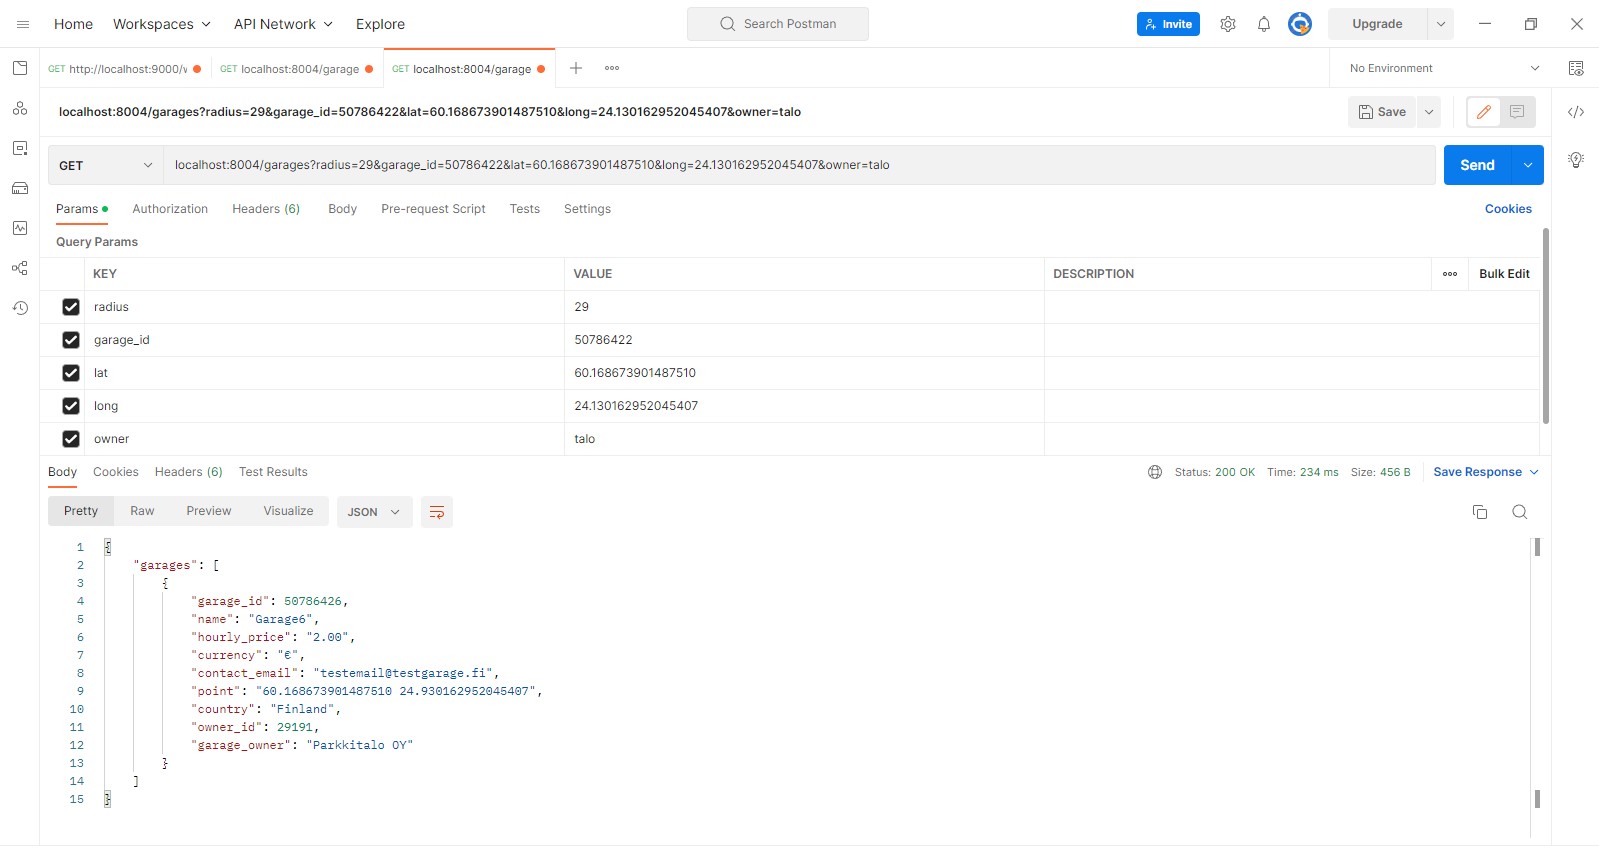 Home Workspaces API Network Explore Search Postman Invite Upgrade
GET http://localhost:9000/v GET localhost:8004/garage GET localhost:8004/garage No Environment
localhost:8004/garages?radius=29&garage_id=50786422&lat=60.168673901487510&long=24.130162952045407&owner=talo Save
GET localhost:8004/garages?radius=29&garage_id=50786422&lat=60.168673901487510&long=24.130162952045407&owner=talo Send
Params Authorization Headers (6) Body Pre-request Script Tests Settings Cookies
Query Params
KEY VALUE DESCRIPTION Bulk Edit
radius 29
garage_id 50786422
lat 60.168673901487510
long 24.130162952045407
owner talo
Body Cookies Headers (6) Test Results Status: 200 OK Time: 234 ms Size: 456 B Save Response
Pretty Raw Preview Visualize JSON
1 {
2 "garages": [
3 {
4 "garage_id": 50786426,
5 "name": "Garage6",
6 "hourly_price": "2.00",
7 "currency": "€",
8 "contact_email": "testemail@testgarage.fi",
9 "point": "60.168673901487510 24.930162952045407",
10 "country": "Finland",
11 "owner_id": 29191,
12 "garage_owner": "Parkkitalo OY"
13 }
14 ]
15 }